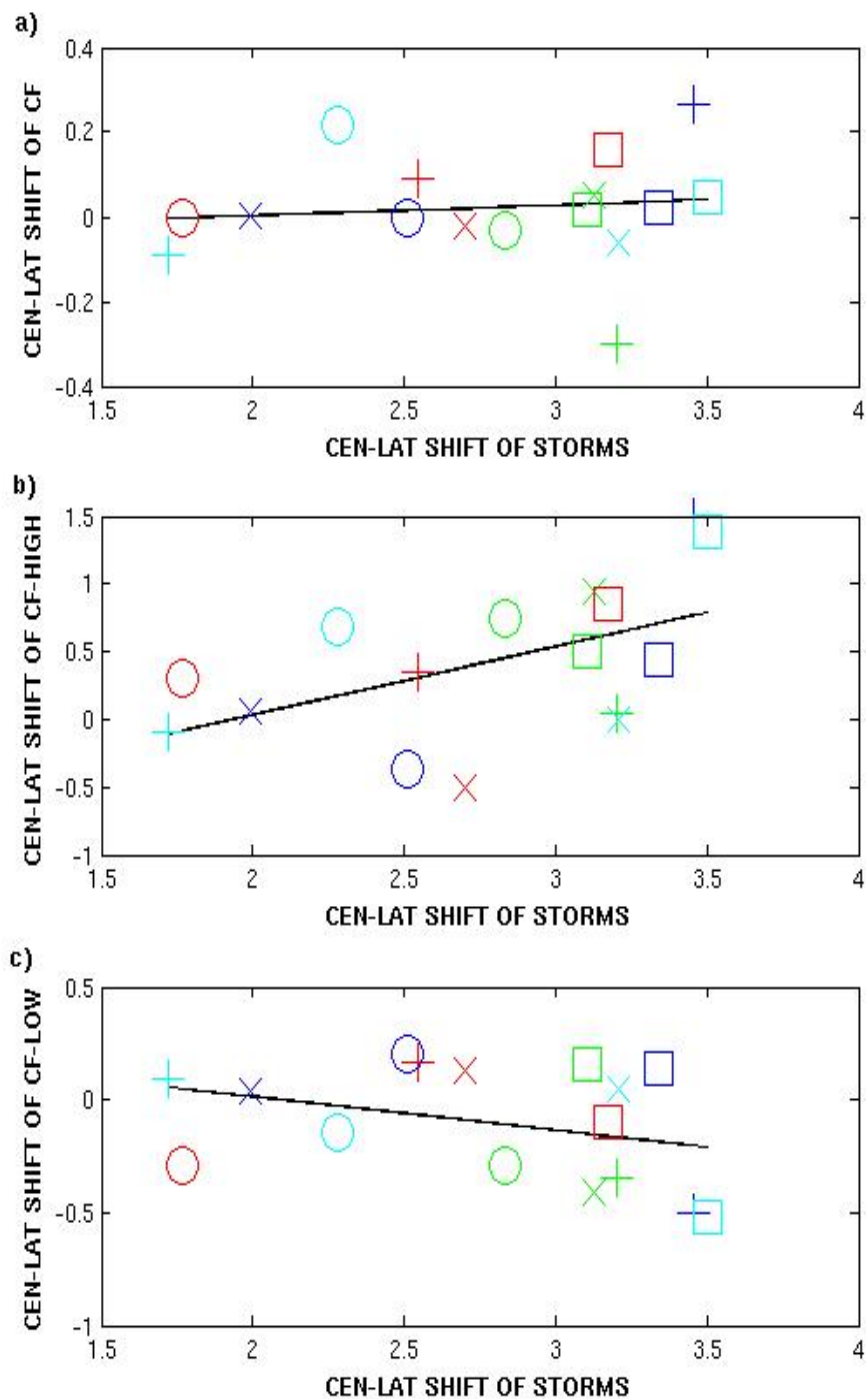 a)
CEN-LAT SHIFT OF CF
0.4
0.2
0
-0.2
-0.4
1.5 2 2.5 3 3.5 4
CEN-LAT SHIFT OF STORMS
b)
CEN-LAT SHIFT OF CF-HIGH
1.5
1
0.5
0
-0.5
-1
1.5 2 2.5 3 3.5 4
CEN-LAT SHIFT OF STORMS
c)
CEN-LAT SHIFT OF CF-LOW
0.5
0
-0.5
-1
1.5 2 2.5 3 3.5 4
CEN-LAT SHIFT OF STORMS